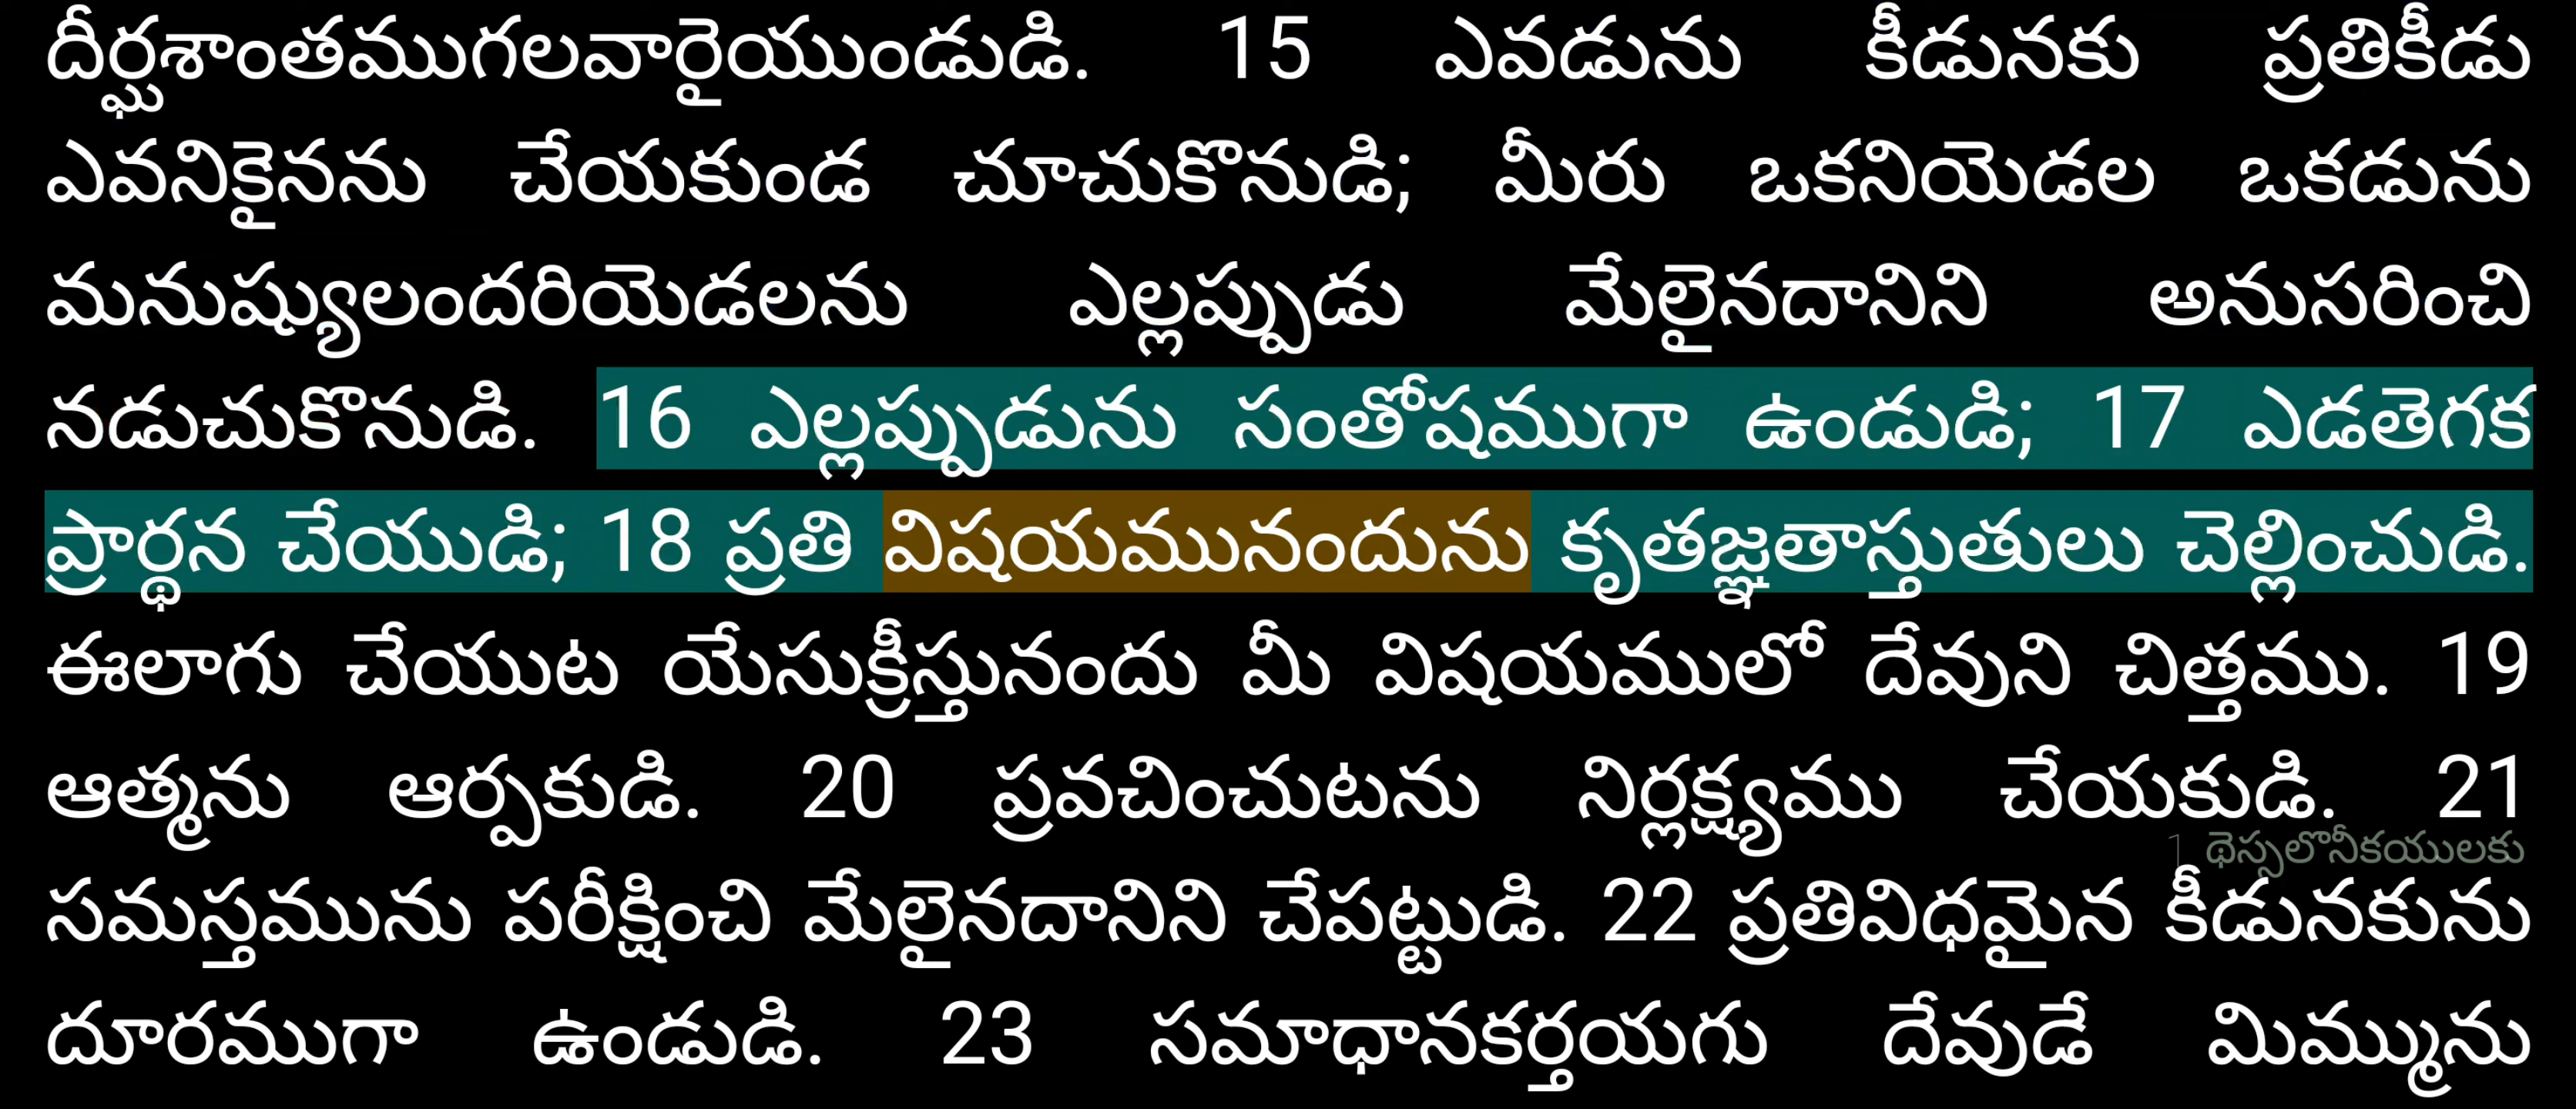 దీర్ఘశాంతముగలవారైయుండుడి. 15 ఎవడును కీడునకు ప్రతికీడు
ఎవనికైనను చేయకుండ చూచుకొనుడి; మీరు ఒకనియెడల ఒకడును
మనుష్యులందరియెడలను ఎల్లప్పుడు మేలైనదానిని అనుసరించి
నడుచుకొనుడి. 16 ఎల్లప్పుడును సంతోషముగా ఉండుడి; 17 ఎడతెగక
ప్రార్థన చేయుడి; 18 ప్రతి విషయమునందును కృతజ్ఞతాస్తుతులు చెల్లించుడి.
ఈలాగు చేయుట యేసుక్రీస్తునందు మీ విషయములో దేవుని చిత్తము. 19
ఆత్మను ఆర్పకుడి. 20 ప్రవచించుటను నిర్లక్ష్యము చేయకుడి. 21
1 థెస్సలొనీకయులకు
సమస్తమును పరీక్షించి మేలైనదానిని చేపట్టుడి. 22 ప్రతివిధమైన కీడునకును
దూరముగా ఉండుడి. 23 సమాధానకర్తయగు దేవుడే మిమ్మును